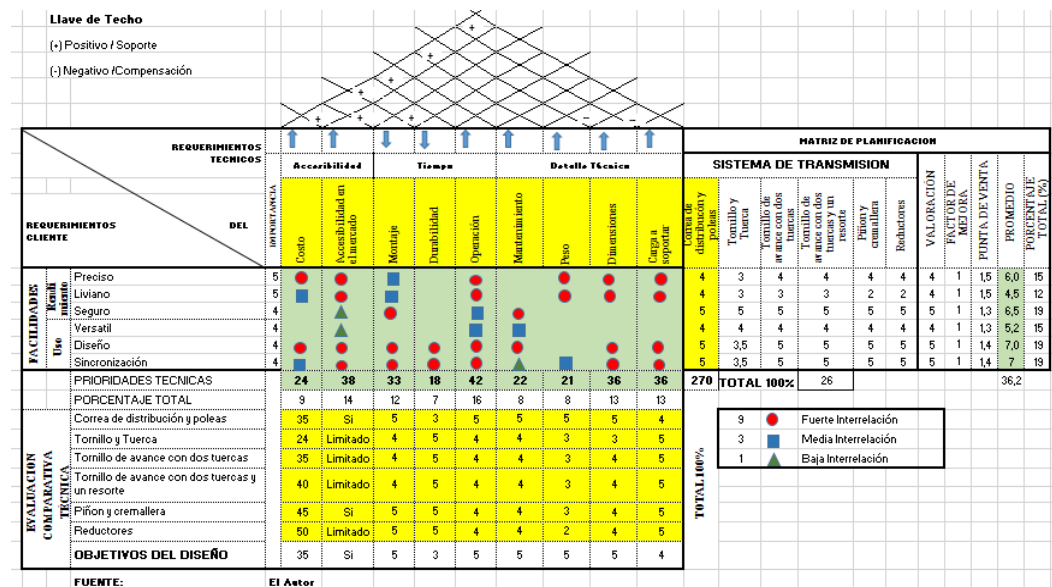 Llave de Techo
(+) Positivo / Soporte
(-) Negativo /Compensación
+
+
+
+
+
+
+
-
-
REQUERIMIENTOS TECNICOS
REQUERIMIENTOS DEL CLIENTE
IMPORTANCIA
Accesibilidad Tiempo Detalle Técnico
Costo
Accesibilidad en el mercado
Montaje
Durabilidad
Operación
Mantenimiento
Peso
Dimensiones
Carga a soportar
MATRIZ DE PLANIFICACION
SISTEMA DE TRANSMISION
Correa de distribución y poleas
Tornillo y Tuerca
Tornillo de avance con dos tuercas
Tornillo de avance con dos tuercas y un resorte
Piñon y cremallera
Reductores
VALORACIÓN
FACTOR DE MEJORA
PUNTA DE VENTA
PROMEDIO
PORCENTAJE TOTAL (%)
FACILIDADES
Rendimiento
Uso
Preciso 5 4 3 4 4 4 4 4 1 1,5 6,0 15
Liviano 5 4 3 3 3 2 2 4 1 1,5 4,5 12
Seguro 4 5 5 5 5 5 5 5 1 1,3 6,5 19
Versatil 4 4 4 4 4 4 4 4 1 1,3 5,2 15
Diseño 4 5 3,5 5 5 5 5 5 1 1,4 7,0 19
Sincronización 4 5 3,5 5 5 5 5 5 1 1,4 7 19
PRIORIDADES TECNICAS 24 38 33 18 42 22 21 36 36 270 TOTAL 100% 26 36,2
PORCENTAJE TOTAL 9 14 12 7 16 8 8 13 13
EVALUACION COMPARATIVA TÉCNICA
Correa de distribución y poleas 35 Si 5 3 5 5 5 5 4
Tornillo y Tuerca 24 Limitado 4 5 4 4 3 3 5
Tornillo de avance con dos tuercas 35 Limitado 4 5 4 4 3 4 5
Tornillo de avance con dos tuercas y un resorte 40 Limitado 4 5 4 4 3 4 5
Piñon y cremallera 45 Si 5 5 4 4 3 4 5
Reductores 50 Limitado 5 5 4 4 2 4 5
OBJETIVOS DEL DISEÑO 35 Si 5 3 5 5 5 5 4
TOTAL 100%
9 Fuerte Interrelación
3 Media Interrelación
1 Baja Interrelación
FUENTE: El Autor